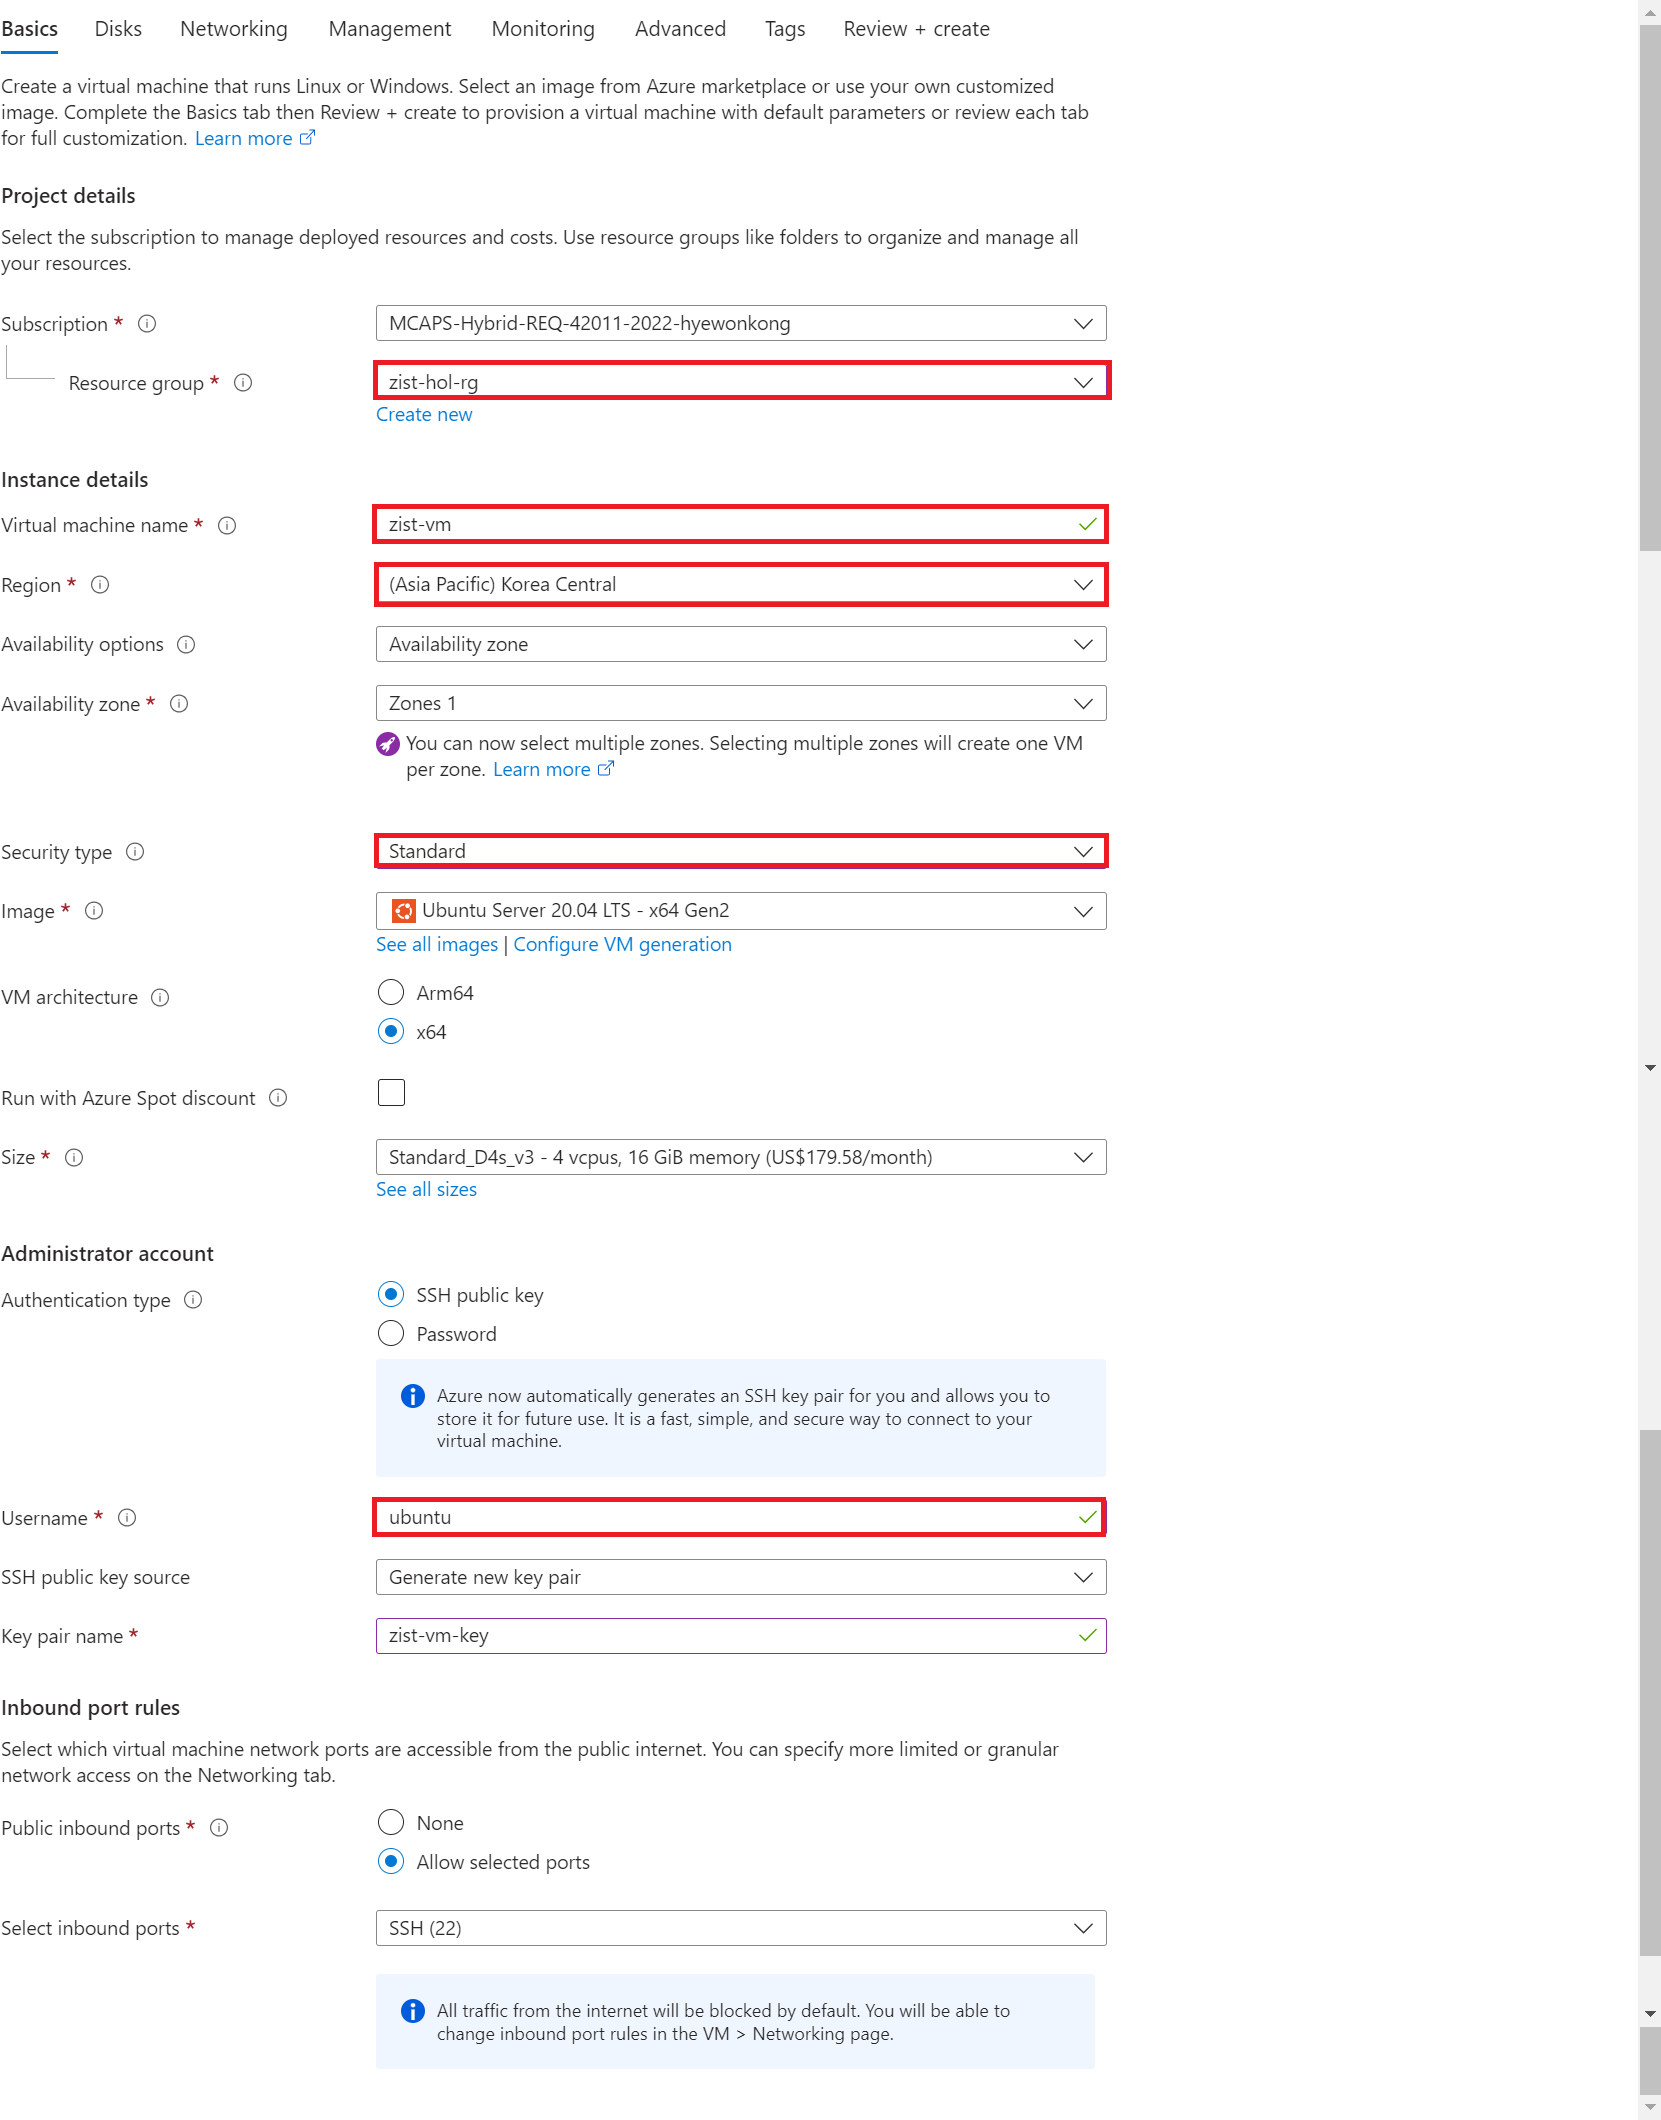 Basics Disks Networking Management Monitoring Advanced Tags Review + create
Create a virtual machine that runs Linux or Windows. Select an image from Azure marketplace or use your own customized
image. Complete the Basics tab then Review + create to provision a virtual machine with default parameters or review each tab
for full customization. Learn more
Project details
Select the subscription to manage deployed resources and costs. Use resource groups like folders to organize and manage all
your resources.
Subscription * MCAPS-Hybrid-REQ-42011-2022-hyewonkong
Resource group * zist-hol-rg
Create new
Instance details
Virtual machine name * zist-vm
Region * (Asia Pacific) Korea Central
Availability options Availability zone
Availability zone * Zones 1
You can now select multiple zones. Selecting multiple zones will create one VM
per zone. Learn more
Security type Standard
Image * Ubuntu Server 20.04 LTS - x64 Gen2
See all images | Configure VM generation
VM architecture Arm64
x64
Run with Azure Spot discount
Size * Standard_D4s_v3 - 4 vcpus, 16 GiB memory (US$179.58/month)
See all sizes
Administrator account
Authentication type SSH public key
Password
Azure now automatically generates an SSH key pair for you and allows you to
store it for future use. It is a fast, simple, and secure way to connect to your
virtual machine.
Username * ubuntu
SSH public key source Generate new key pair
Key pair name * zist-vm-key
Inbound port rules
Select which virtual machine network ports are accessible from the public internet. You can specify more limited or granular
network access on the Networking tab.
Public inbound ports * None
Allow selected ports
Select inbound ports * SSH (22)
All traffic from the internet will be blocked by default. You will be able to
change inbound port rules in the VM > Networking page.